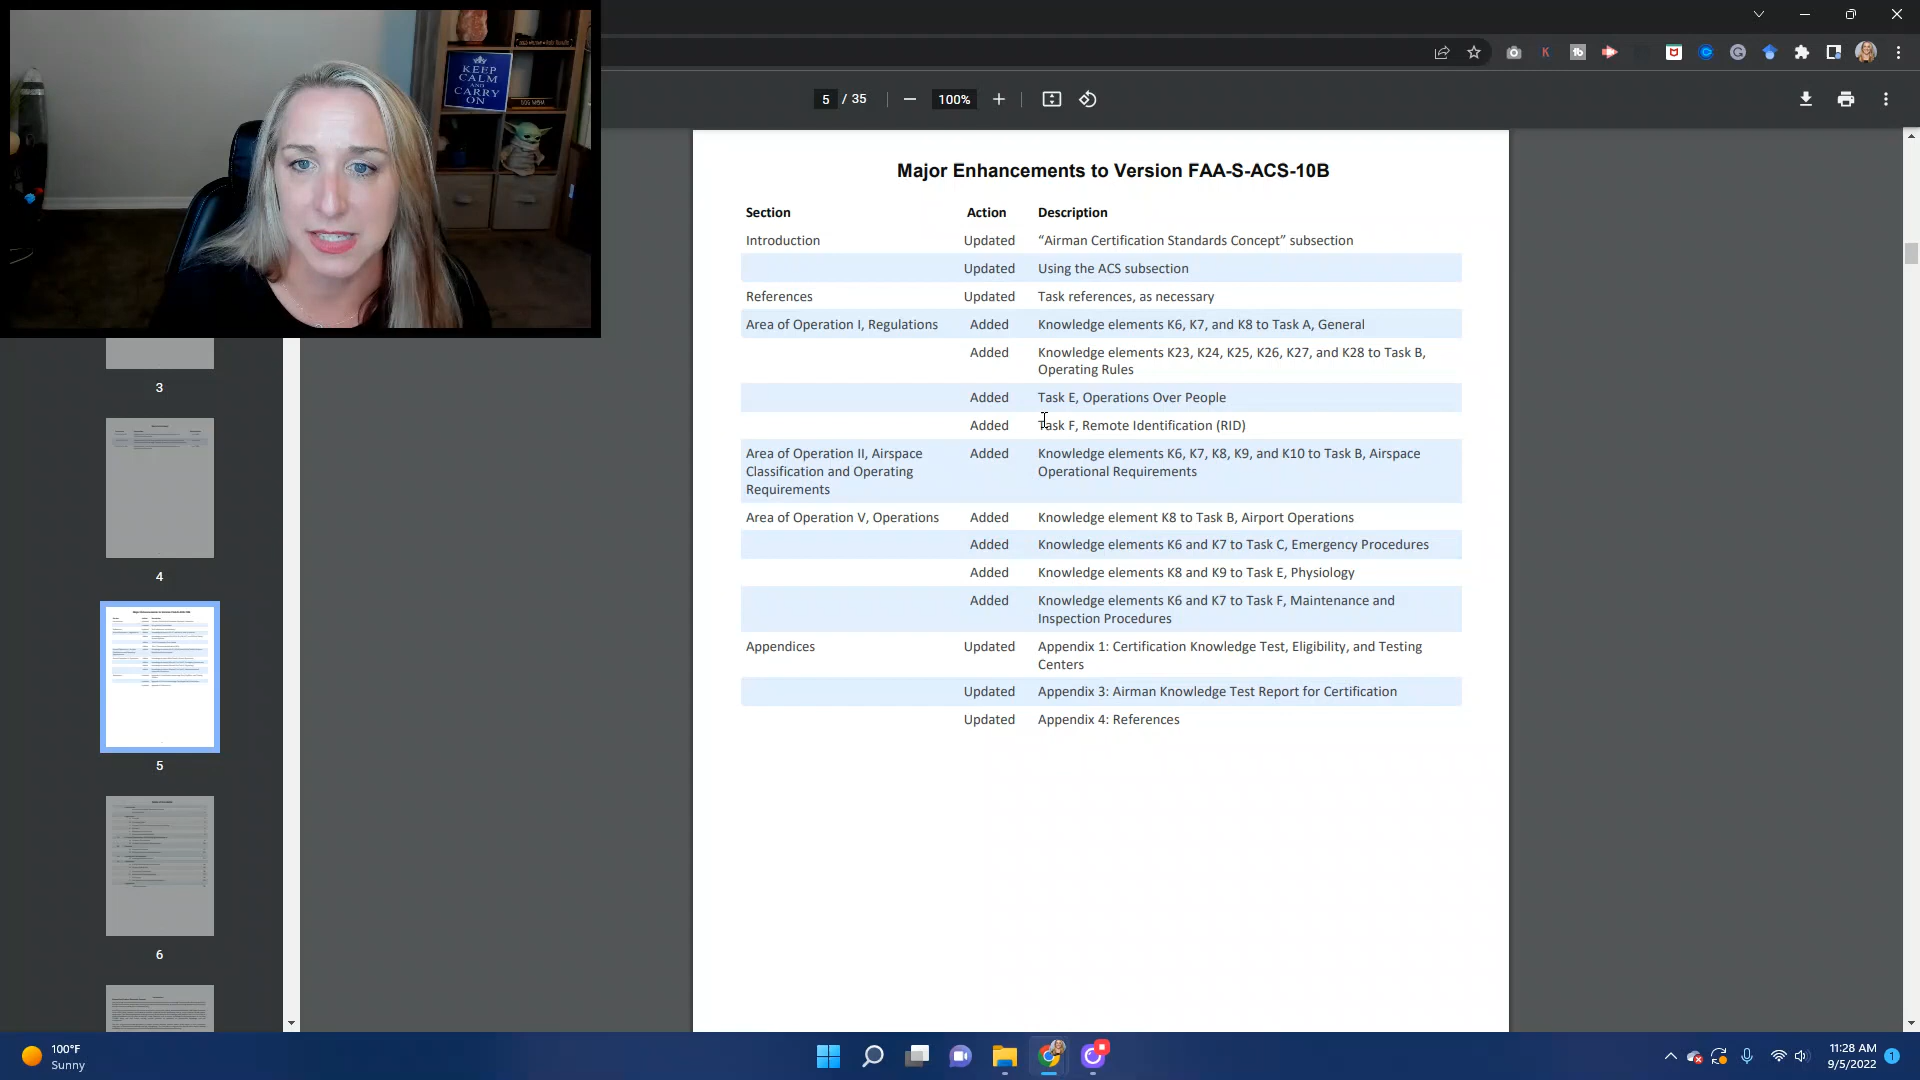 KEEP
CALM
AND
CARRY
ON
DOG MOM
5 / 35
100%
Major Enhancements to Version FAA-S-ACS-10B
Section Action Description
Introduction Updated “Airman Certification Standards Concept” subsection
Updated Using the ACS subsection
References Updated Task references, as necessary
Area of Operation I, Regulations Added Knowledge elements K6, K7, and K8 to Task A, General
Added Knowledge elements K23, K24, K25, K26, K27, and K28 to Task B,
Operating Rules
Added Task E, Operations Over People
Added Task F, Remote Identification (RID)
Area of Operation II, Airspace Added Knowledge elements K6, K7, K8, K9, and K10 to Task B, Airspace
Classification and Operating Operational Requirements
Requirements
Area of Operation V, Operations Added Knowledge element K8 to Task B, Airport Operations
Added Knowledge elements K6 and K7 to Task C, Emergency Procedures
Added Knowledge elements K8 and K9 to Task E, Physiology
Added Knowledge elements K6 and K7 to Task F, Maintenance and
Inspection Procedures
Appendices Updated Appendix 1: Certification Knowledge Test, Eligibility, and Testing
Centers
Updated Appendix 3: Airman Knowledge Test Report for Certification
Updated Appendix 4: References
3
4
5
6
100°F
Sunny
11:28 AM
9/5/2022
1